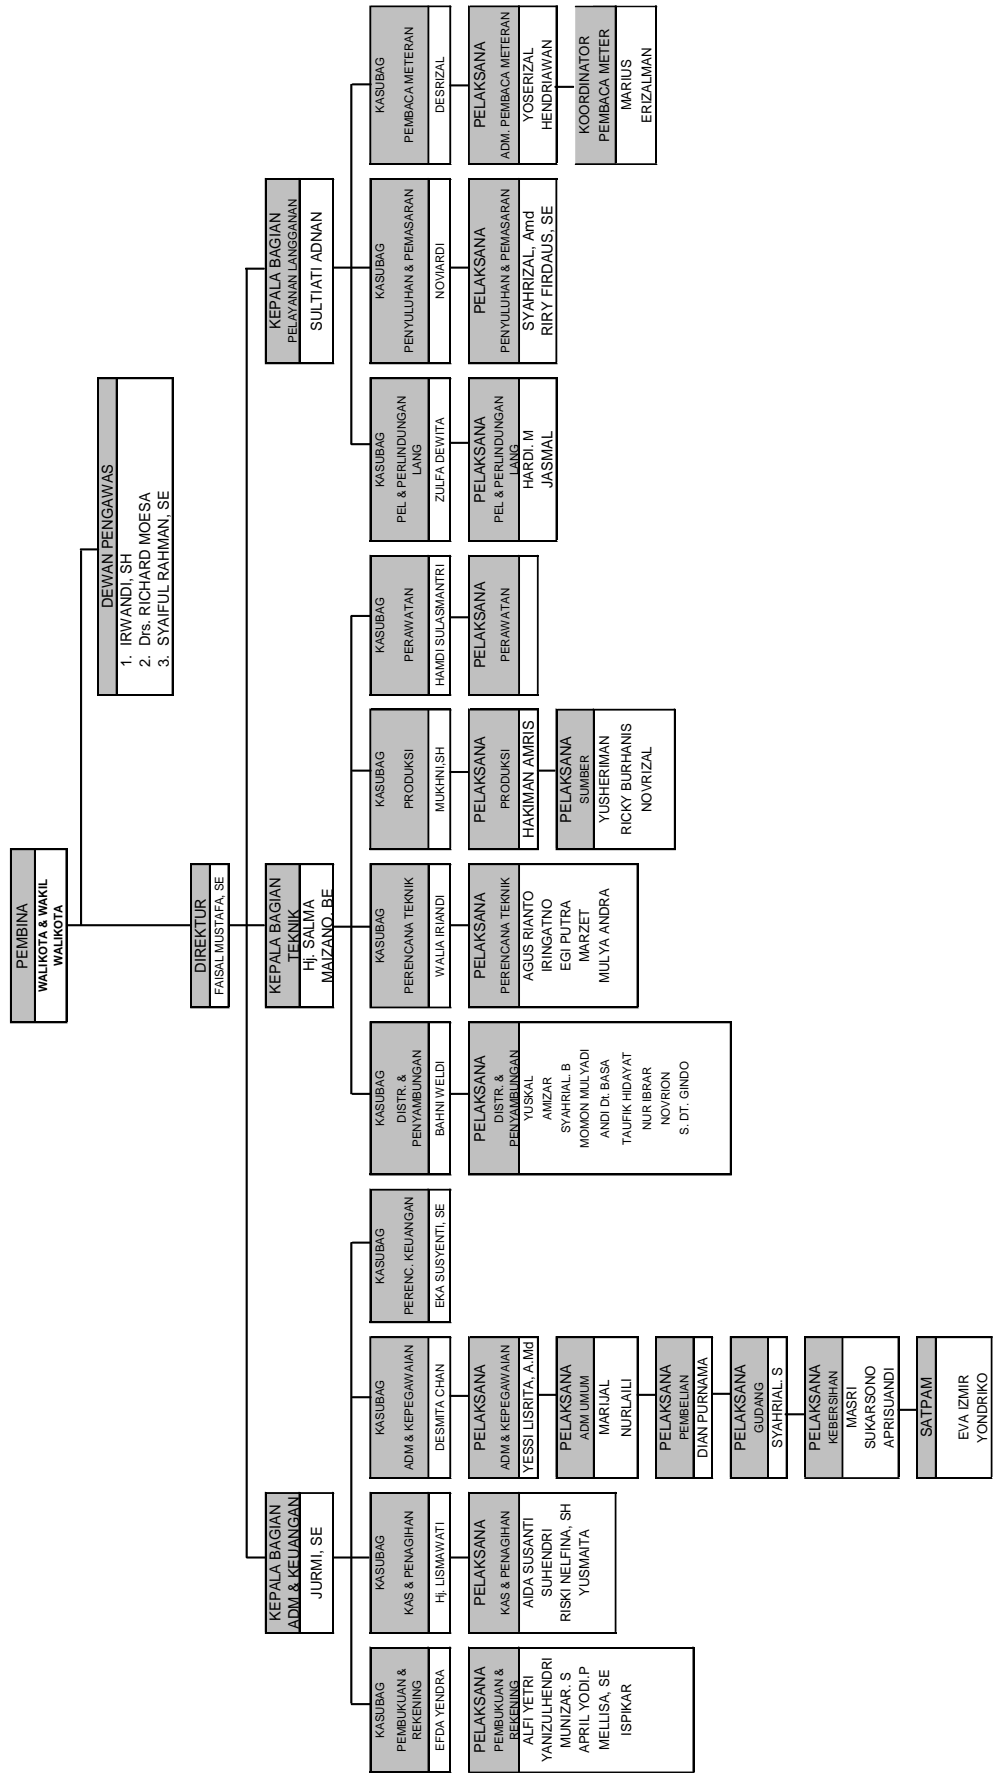 PEMBINA
WALIKOTA & WAKIL
WALIKOTA
DEWAN PENGAWAS
1. IRWANDI, SH
2. Drs. RICHARD MOESA
3. SYAIFUL RAHMAN, SE
DIREKTUR
FAISAL MUSTAFA, SE
KEPALA BAGIAN
ADM & KEUANGAN
JURMI, SE
KEPALA BAGIAN
TEKNIK
Hj. SALMA
MAIZANO, BE
KEPALA BAGIAN
PELAYANAN LANGGANAN
SULTIATI ADNAN
KASUBAG
PEMBUKUAN &
REKENING
EFDA YENDRA
KASUBAG
KAS & PENAGIHAN
Hj. LISMAWATI
KASUBAG
ADM & KEPEGAWAIAN
DESMITA CHAN
KASUBAG
PERENC. KEUANGAN
EKA SUSYENTI, SE
KASUBAG
DISTR. &
PENYAMBUNGAN
BAHNI WELDI
KASUBAG
PERENCANA TEKNIK
WALIA IRIANDI
KASUBAG
PRODUKSI
MUKHNI,SH
KASUBAG
PERAWATAN
HAMDI SULASMANTRI
KASUBAG
PEL & PERLINDUNGAN
LANG
ZULFA DEWITA
KASUBAG
PENYULUHAN & PEMASARAN
NOVIARDI
KASUBAG
PEMBACA METERAN
DESRIZAL
PELAKSANA
PEMBUKUAN &
REKENING
ALFI YETRI
YANIZULHENDRI
MUNIZAR. S
APRIL YODI.P
MELLISA, SE
ISPIKAR
PELAKSANA
KAS & PENAGIHAN
AIDA SUSANTI
SUHENDRI
RISKI NELFINA, SH
YUSMAITA
PELAKSANA
ADM & KEPEGAWAIAN
YESSI LISRITA, A.Md
PELAKSANA
ADM UMUM
MARIJAL
NURLAILI
PELAKSANA
PEMBELIAN
DIAN PURNAMA
PELAKSANA
GUDANG
SYAHRIAL. S
PELAKSANA
KEBERSIHAN
MASRI
SUKARSONO
APRISUANDI
SATPAM
EVA IZMIR
YONDRIKO
PELAKSANA
DISTR. &
PENYAMBUNGAN
YUSKAL
AMIZAR
SYAHRIAL. B
MOMON MULYADI
ANDI Dt. BASA
TAUFIK HIDAYAT
NUR IBRAR
NOVRION
S. DT. GINDO
PELAKSANA
PERENCANA TEKNIK
AGUS RIANTO
IRINGATNO
EGI PUTRA
MARZET
MULYA ANDRA
PELAKSANA
PRODUKSI
HAKIMAN AMRIS
PELAKSANA
SUMBER
YUSHERIMAN
RICKY BURHANIS
NOVRIZAL
PELAKSANA
PERAWATAN
PELAKSANA
PEL & PERLINDUNGAN
LANG
HARDI. M
JASMAL
PELAKSANA
PENYULUHAN & PEMASARAN
SYAHRIZAL, Amd
RIRY FIRDAUS, SE
PELAKSANA
ADM. PEMBACA METERAN
YOSERIZAL
HENDRIAWAN
KOORDINATOR
PEMBACA METER
MARIUS
ERIZALMAN